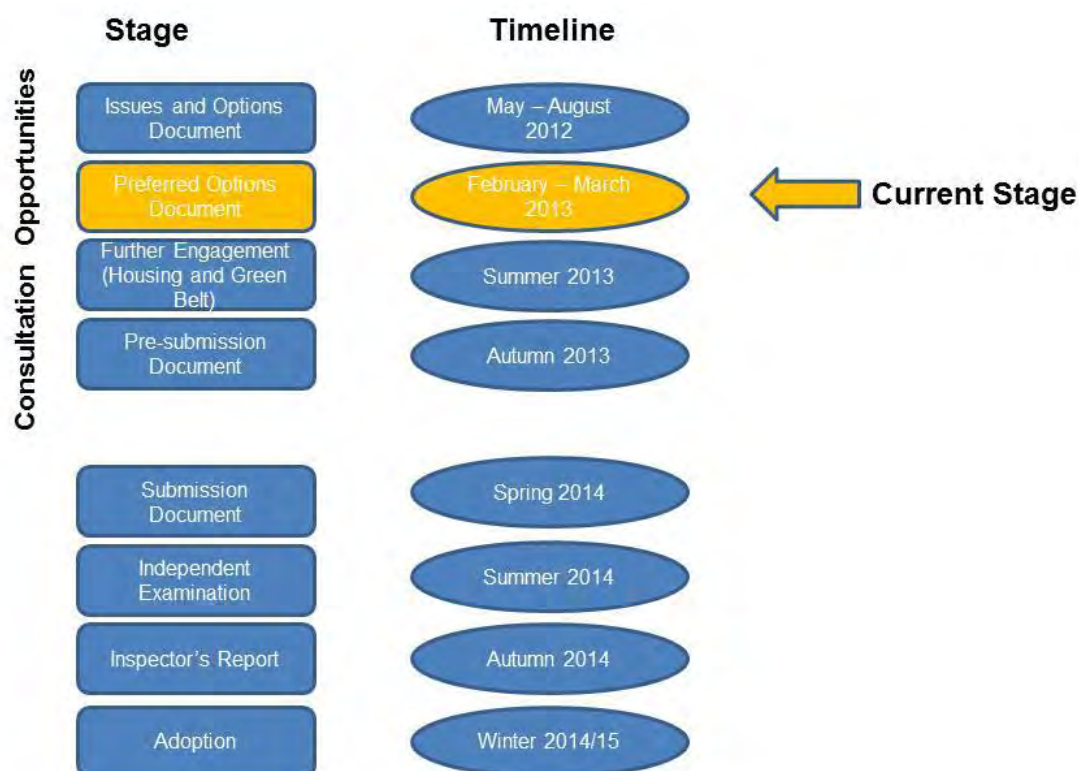 Stage
Timeline
Consultation Opportunities
Issues and Options
Document
May – August
2012
Preferred Options
Document
February – March
2013
Current Stage
Further Engagement
(Housing and Green
Belt)
Summer 2013
Pre-submission
Document
Autumn 2013
Submission
Document
Spring 2014
Independent
Examination
Summer 2014
Inspector’s Report
Autumn 2014
Adoption
Winter 2014/15